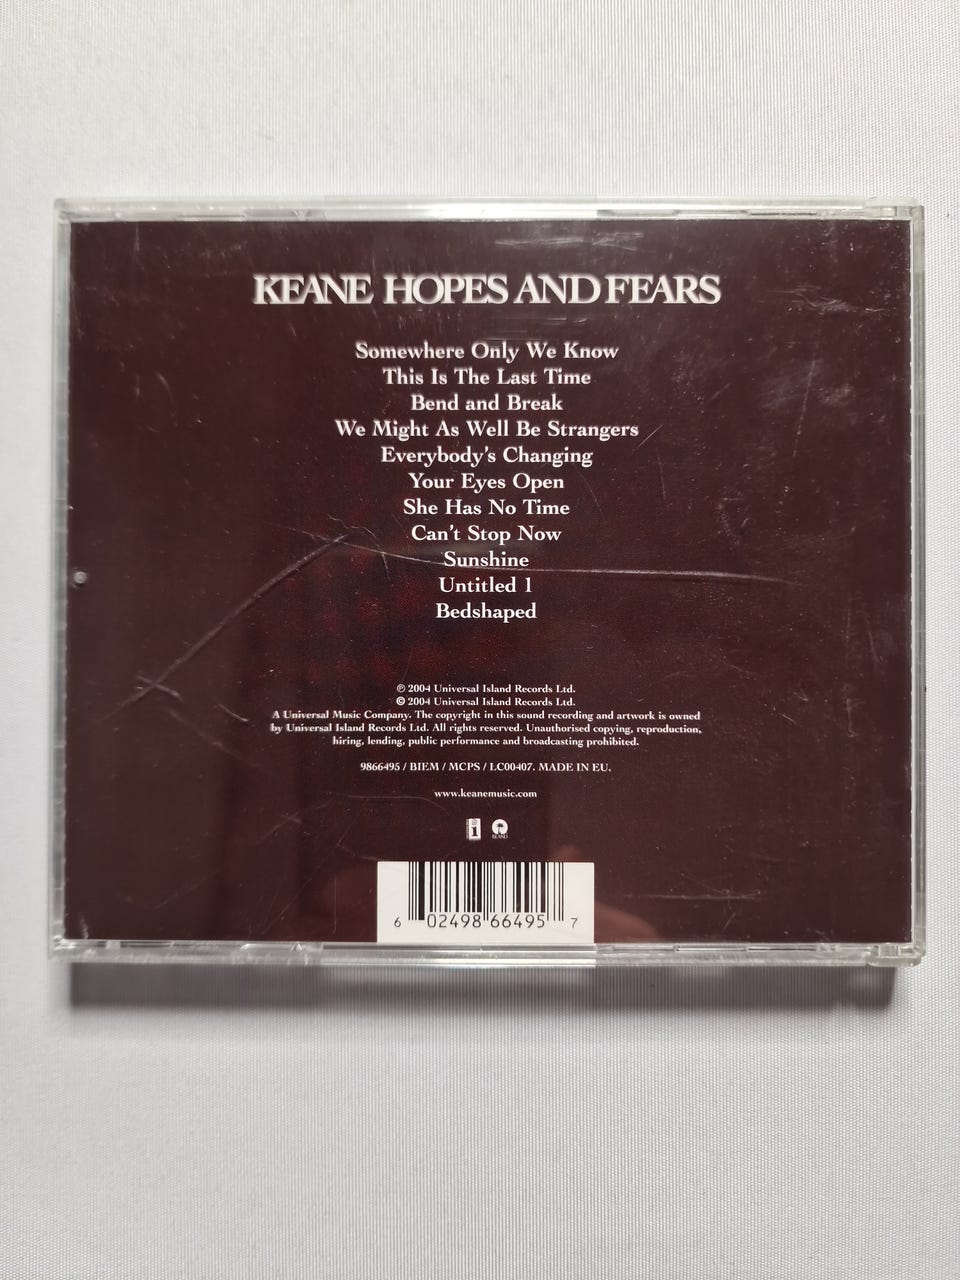 KEANE HOPES AND FEARS
Somewhere Only We Know
This Is The Last Time
Bend and Break
We Might As Well Be Strangers
Everybody's Changing
Your Eyes Open
She Has No Time
Can't Stop Now
Sunshine
Untitled 1
Bedshaped
℗ 2004 Universal Island Records Ltd.
© 2004 Universal Island Records Ltd.
A Universal Music Company. The copyright in this sound recording and artwork is owned
by Universal Island Records Ltd. All rights reserved. Unauthorised copying, reproduction,
hiring, lending, public performance and broadcasting prohibited.
9866495 / BIEM / MCPS / LC00407. MADE IN EU.
www.keanemusic.com
i ISLAND
6 02498 66495 7